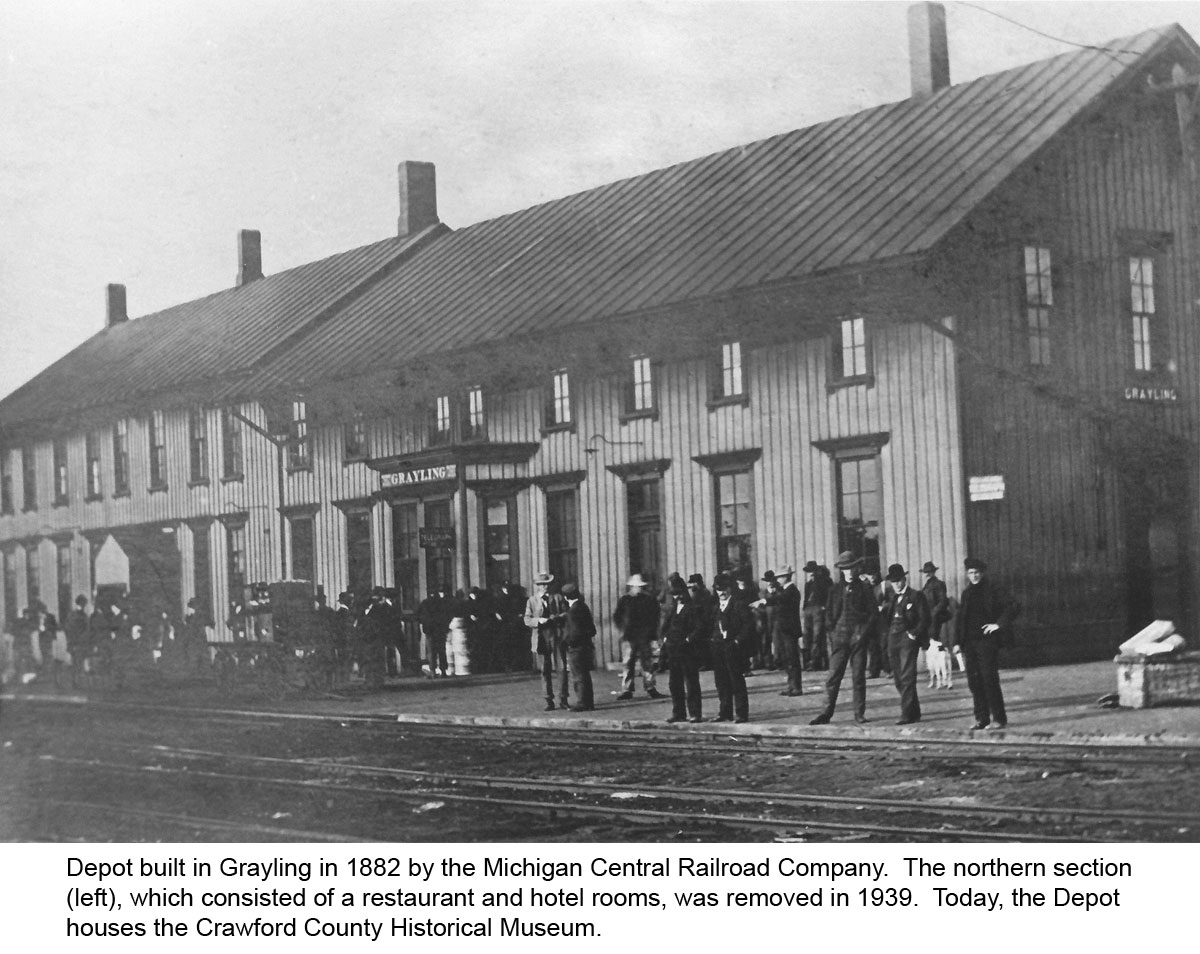 GRAYLING
GRAYLING
TELEGRAPH
Depot built in Grayling in 1882 by the Michigan Central Railroad Company. The northern section
(left), which consisted of a restaurant and hotel rooms, was removed in 1939. Today, the Depot
houses the Crawford County Historical Museum.